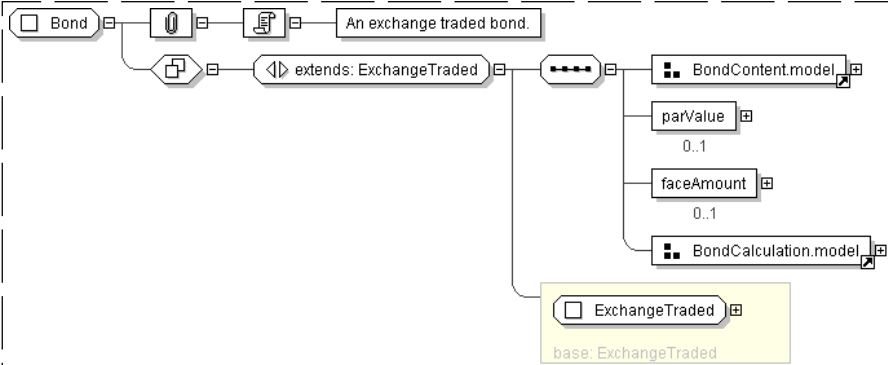 Bond
An exchange traded bond.
extends: ExchangeTraded
BondContent.model
parValue
0..1
faceAmount
0..1
BondCalculation.model
ExchangeTraded
base: ExchangeTraded